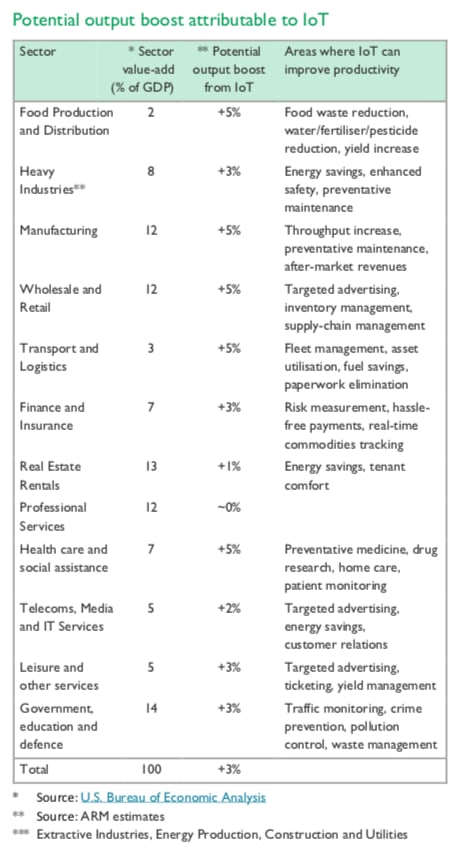 Potential output boost attributable to IoT
Sector * Sector ** Potential Areas where IoT can
value-add output boost improve productivity
(% of GDP) from IoT
Food Production 2 +5% Food waste reduction,
and Distribution water/fertiliser/pesticide
reduction, yield increase
Heavy 8 +3% Energy savings, enhanced
Industries** safety, preventative
maintenance
Manufacturing 12 +5% Throughput increase,
preventative maintenance,
after-market revenues
Wholesale and 12 +5% Targeted advertising,
Retail inventory management,
supply-chain management
Transport and 3 +5% Fleet management, asset
Logistics utilisation, fuel savings,
paperwork elimination
Finance and 7 +3% Risk measurement, hassle-
Insurance free payments, real-time
commodities tracking
Real Estate 13 +1% Energy savings, tenant
Rentals comfort
Professional 12 ~0%
Services
Health care and 7 +5% Preventative medicine, drug
social assistance research, home care,
patient monitoring
Telecoms, Media 5 +2% Targeted advertising,
and IT Services energy savings,
customer relations
Leisure and 5 +3% Targeted advertising,
other services ticketing, yield management
Government, 14 +3% Traffic monitoring, crime
education and prevention, pollution
defence control, waste management
Total 100 +3%
* Source: U.S. Bureau of Economic Analysis
** Source: ARM estimates
*** Extractive Industries, Energy Production, Construction and Utilities